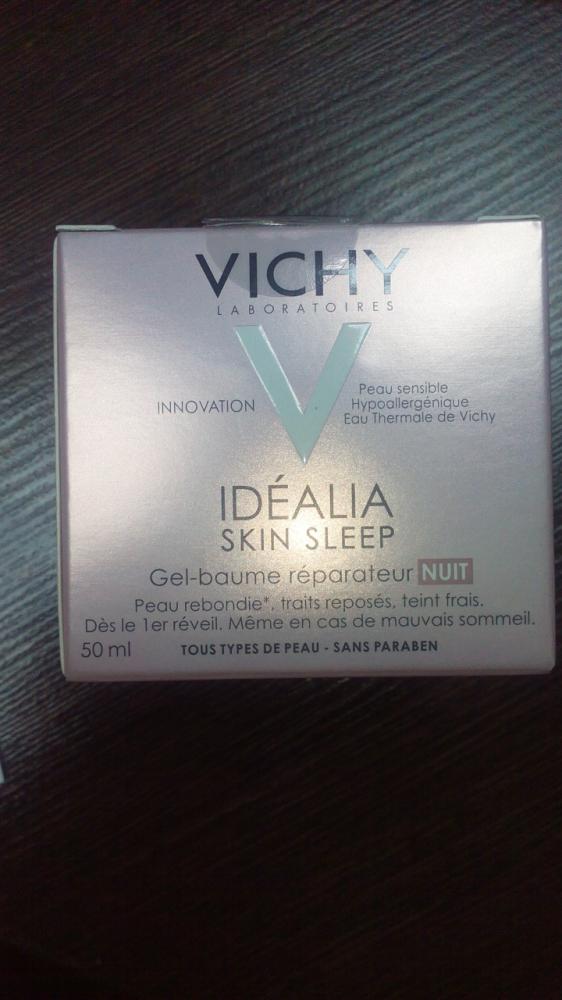 VICHY
LABORATOIRES
INNOVATION
Peau sensible
Hypoallergénique
Eau Thermale de Vichy
IDÉALIA
SKIN SLEEP
Gel-baume réparateur NUIT
Peau rebondie*, traits reposés, teint frais.
Dès le 1er réveil. Même en cas de mauvais sommeil.
50 ml TOUS TYPES DE PEAU - SANS PARABEN